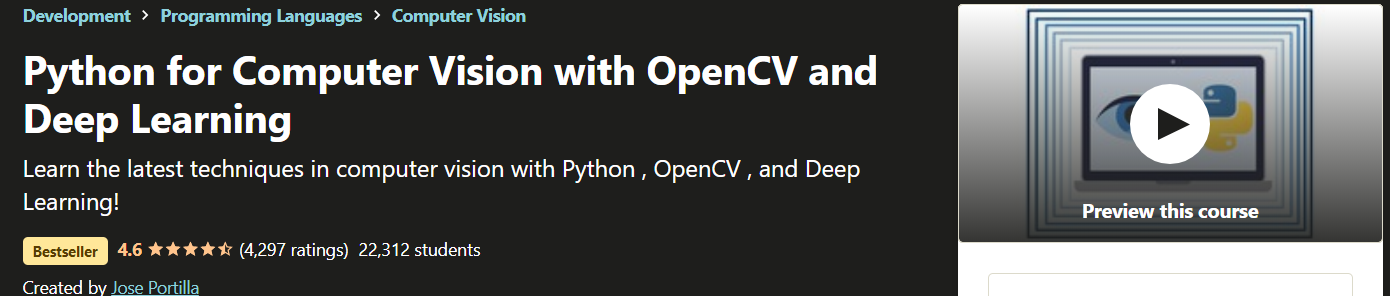 Development > Programming Languages > Computer Vision
Python for Computer Vision with OpenCV and
Deep Learning
Learn the latest techniques in computer vision with Python , OpenCV , and Deep
Learning!
Bestseller 4.6 (4,297 ratings) 22,312 students
Created by Jose Portilla
Preview this course